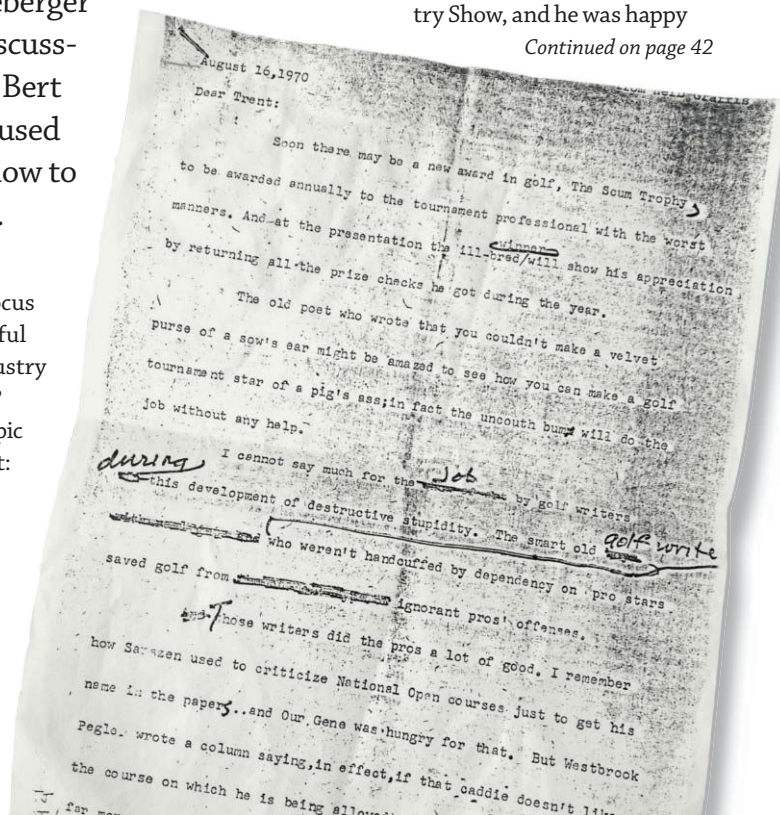 eberger
scuss-
Bert
used
ow to
.
ocus
ful
ustry
?
pic
t:
try Show, and he was happy
Continued on page 42
August 16,1970
Dear Trent:
Soon there may be a new award in golf, The Scum Trophy,
to be awarded annually to the tournament professional with the worst
manners. And at the presentation the ill-bred/winner will show his appreciation
by returning all the prize checks he got during the year.
The old poet who wrote that you couldn't make a velvet
purse of a sow's ear might be amazed to see how you can make a golf
tournament star of a pig's ass;in fact the uncouth bums will do the
job without any help.
I cannot say much for the Job by golf writers
during this development of destructive stupidity. The smart old golf write
who weren't handcuffed by dependency on pro stars
saved golf from ignorant pros' offenses.
Those writers did the pros a lot of good. I remember
how Sarazen used to criticize National Open courses just to get his
name in the papers..and Our Gene was hungry for that. But Westbrook
Peglo. wrote a column saying,in effect,if that caddie doesn't like
the course on which he is being allowed
far more